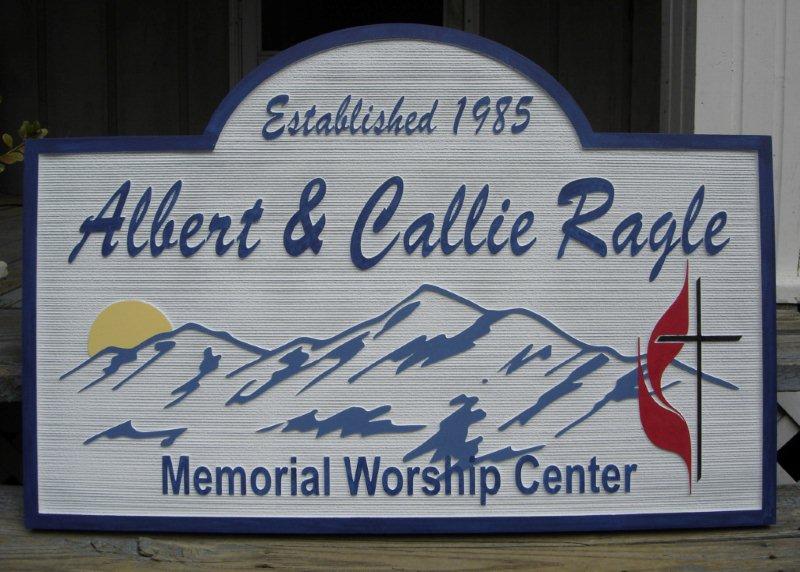 Established 1985
Albert & Callie Ragle
Memorial Worship Center